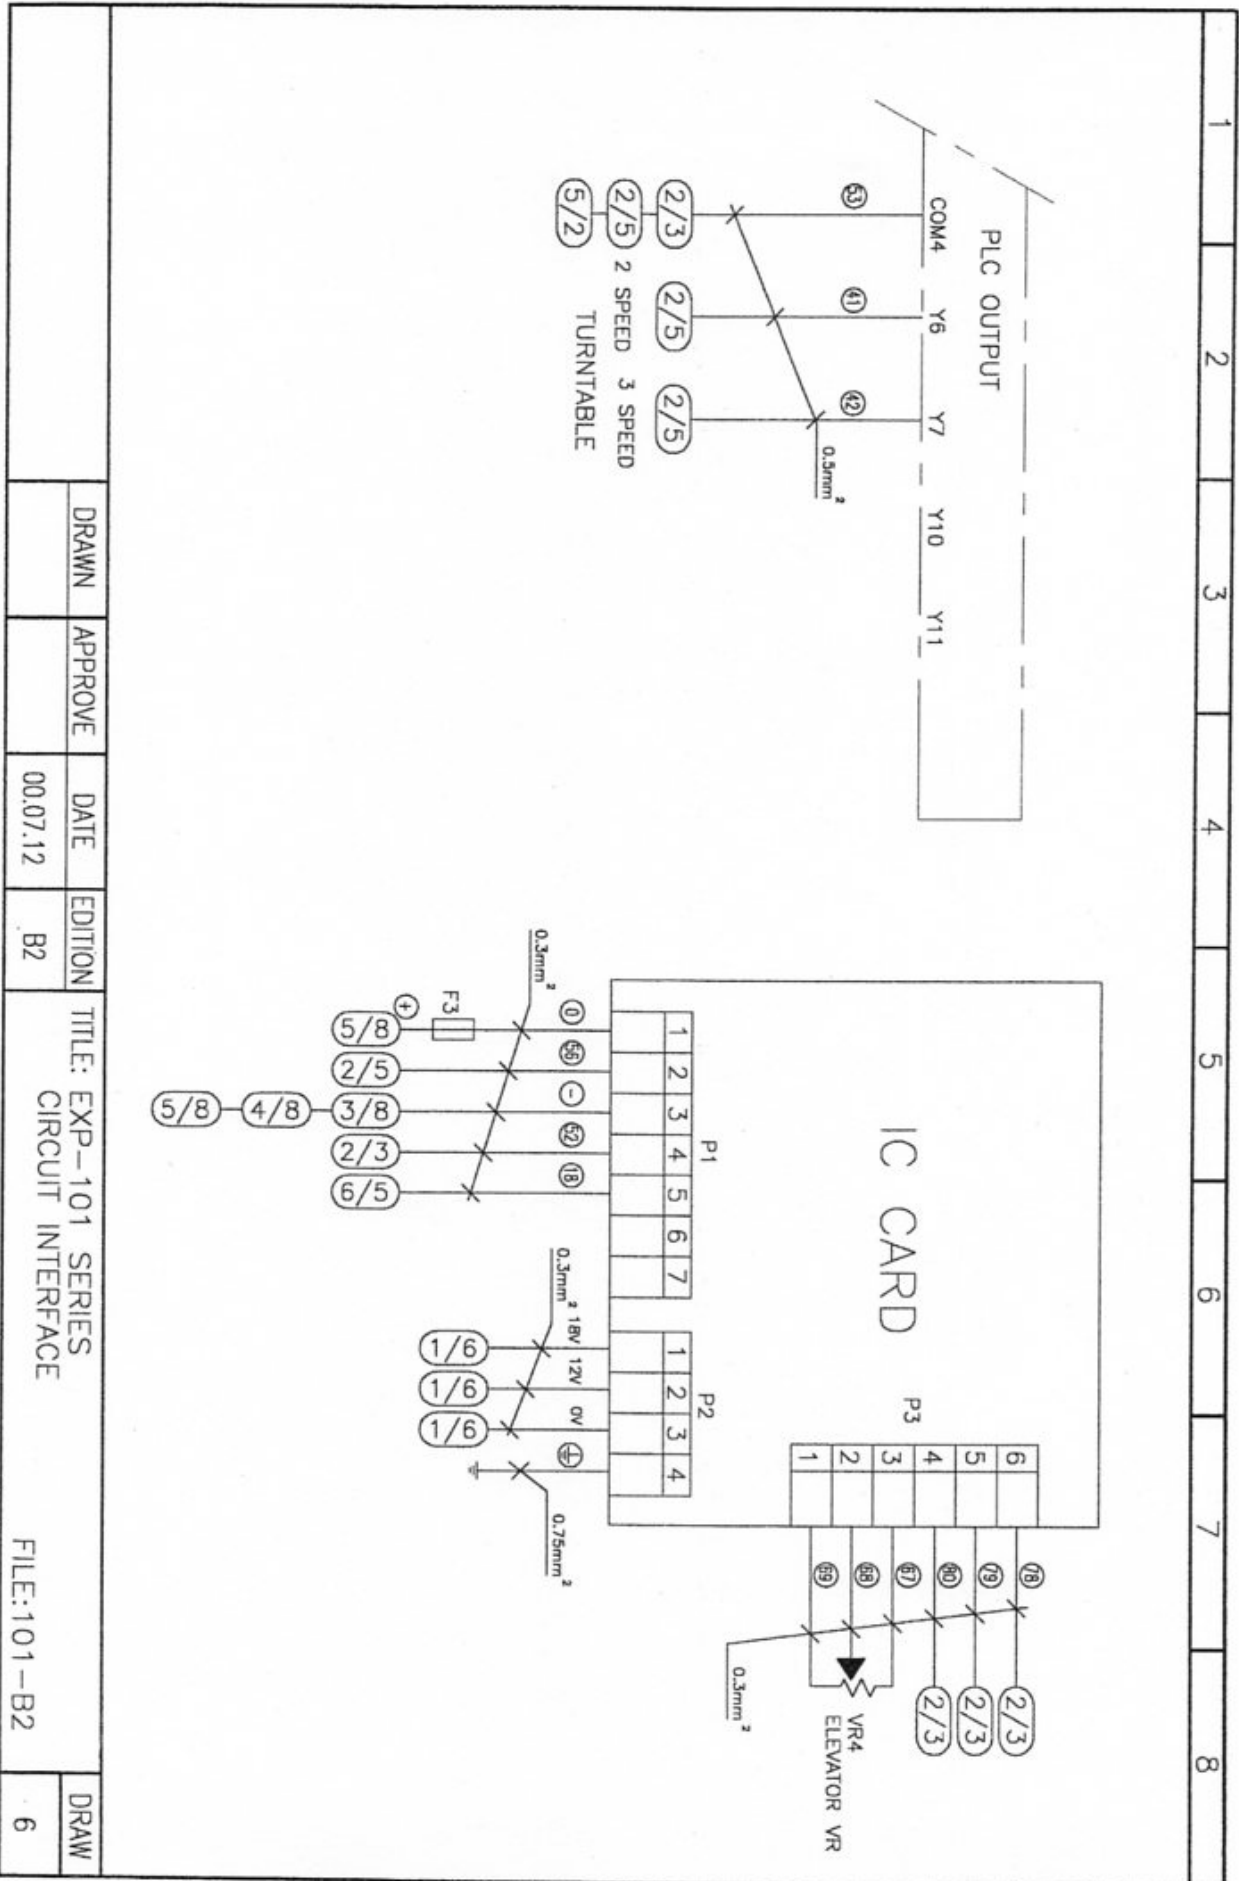 1 2 3 4 5 6 7 8
PLC OUTPUT
COM4 Y6 Y7 Y10 Y11
53 41 42
0.5mm²
2/3 2/5 2/5
2/5 2 SPEED 3 SPEED
5/2 TURNTABLE
IC CARD
P3
6 78 2/3
5 79 2/3
4 80 2/3
3 67
2 68
1 69
VR4
ELEVATOR VR
0.3mm²
P1
1 2 3 4 5 6 7
0 56 - 52 18
0.3mm²
F3
+
5/8 2/5 3/8 2/3 6/5
4/8
5/8
P2
1 2 3 4
18V 12V 0V
0.3mm²
0.75mm²
1/6 1/6 1/6
DRAWN APPROVE DATE EDITION
00.07.12 B2
TITLE: EXP-101 SERIES
CIRCUIT INTERFACE
FILE:101-B2
DRAW
6